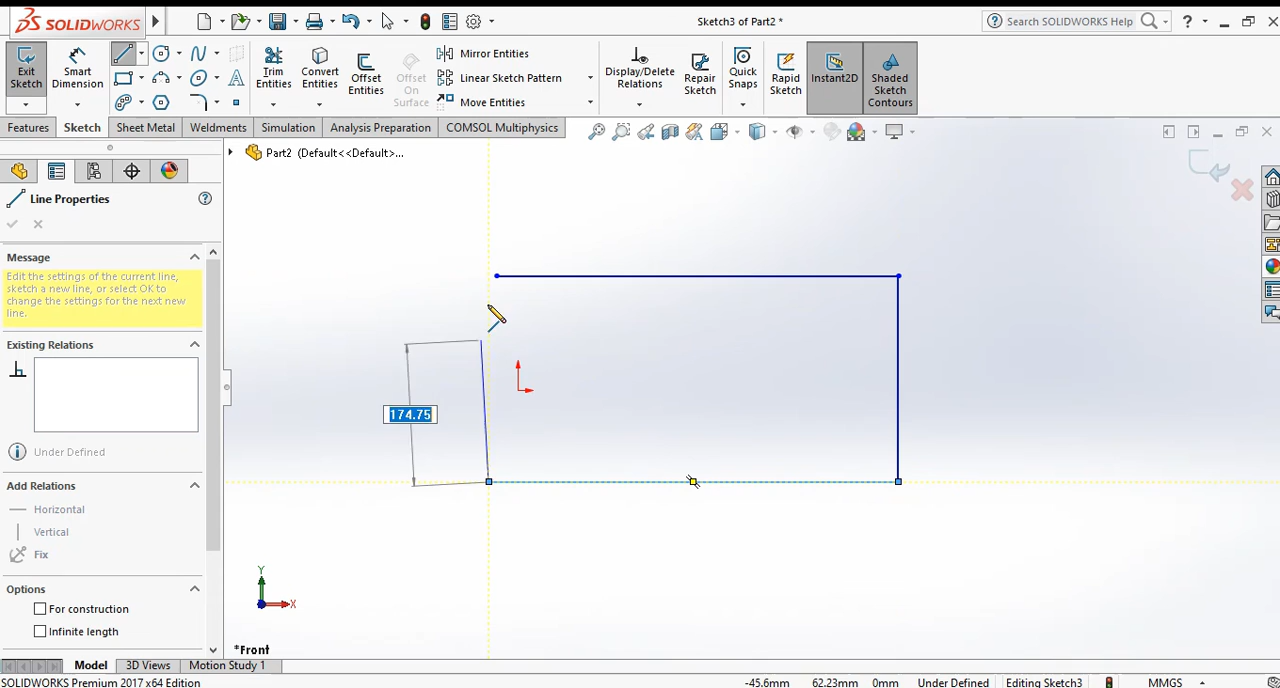 SOLIDWORKS
Sketch3 of Part2 *
Search SOLIDWORKS Help
?
Exit Sketch
Smart Dimension
Trim Entities
Convert Entities
Offset Entities
Offset On Surface
Mirror Entities
Linear Sketch Pattern
Move Entities
Display/Delete Relations
Repair Sketch
Quick Snaps
Rapid Sketch
Instant2D
Shaded Sketch Contours
Features
Sketch
Sheet Metal
Weldments
Simulation
Analysis Preparation
COMSOL Multiphysics
Part2 (Default<<Default>...
Line Properties
?
Message
Edit the settings of the current line,
sketch a new line, or select OK to
change the settings for the next new
line.
Existing Relations
Under Defined
Add Relations
Horizontal
Vertical
Fix
Options
For construction
Infinite length
174.75
Y
X
*Front
Model
3D Views
Motion Study 1
SOLIDWORKS Premium 2017 x64 Edition
-45.6mm
62.23mm
0mm
Under Defined
Editing Sketch3
MMGS